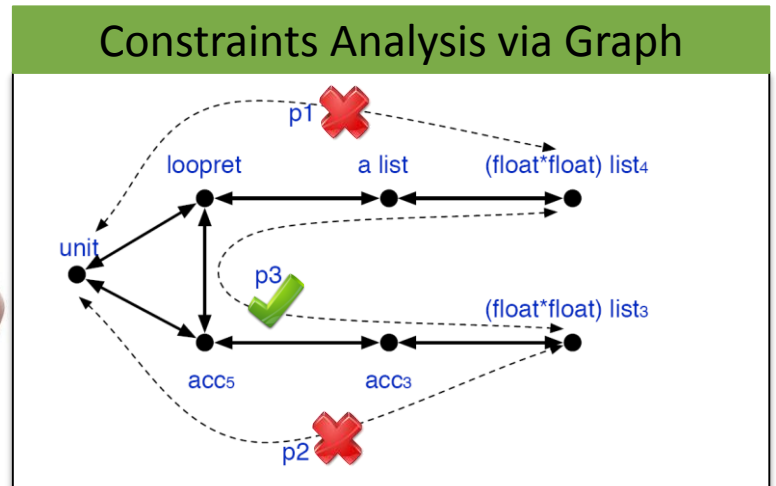 Constraints Analysis via Graph
p1
loopret
a list
(float*float) list4
unit
p3
(float*float) list3
acc5
acc3
p2